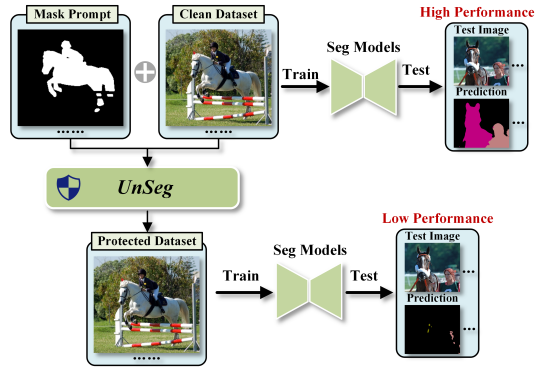 Mask Prompt
Clean Dataset
High Performance
Test Image
Seg Models
Train
Test
...
Prediction
...
......
......
UnSeg
Low Performance
Protected Dataset
Test Image
Seg Models
Train
Test
...
Prediction
...
......